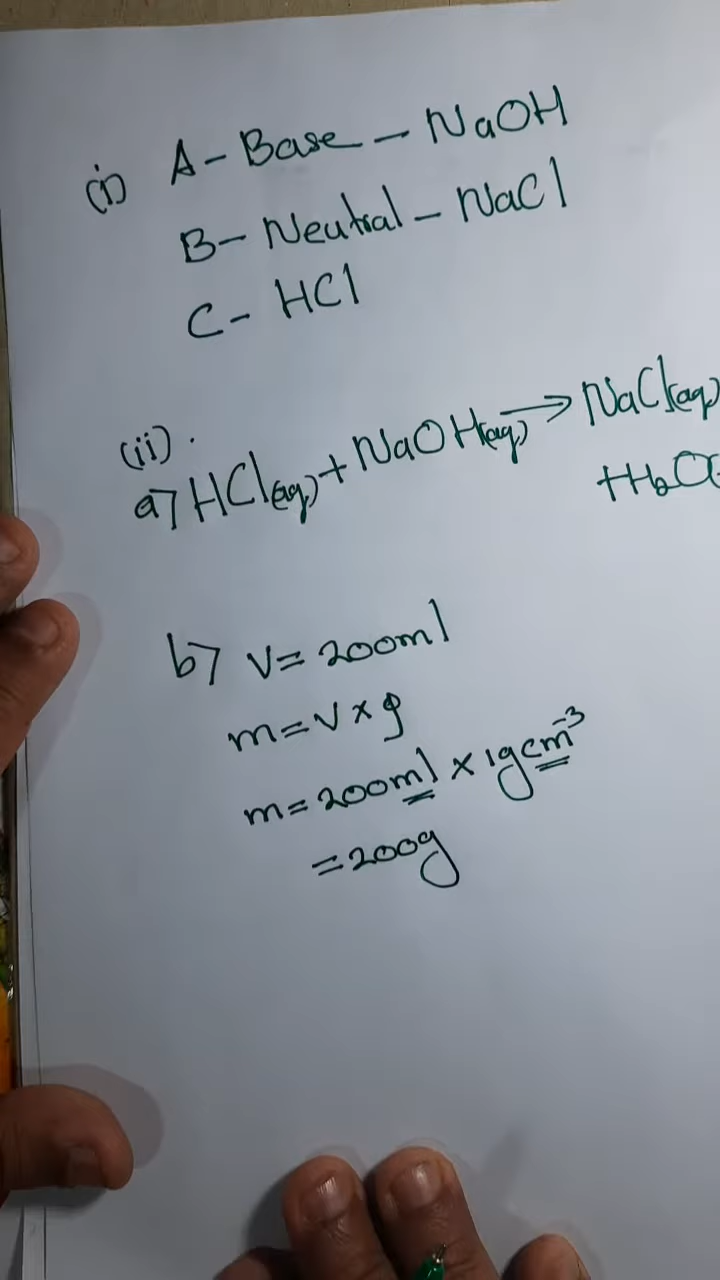 (i) A - Base - NaOH
B - Neutral - NaCl
C - HCl
(ii).
a) HCl(aq) + NaOH(aq) → NaCl(aq)
+ H₂O(
b) V = 200ml
m = V × ρ
m = 200ml × 1gcm⁻³
= 200g